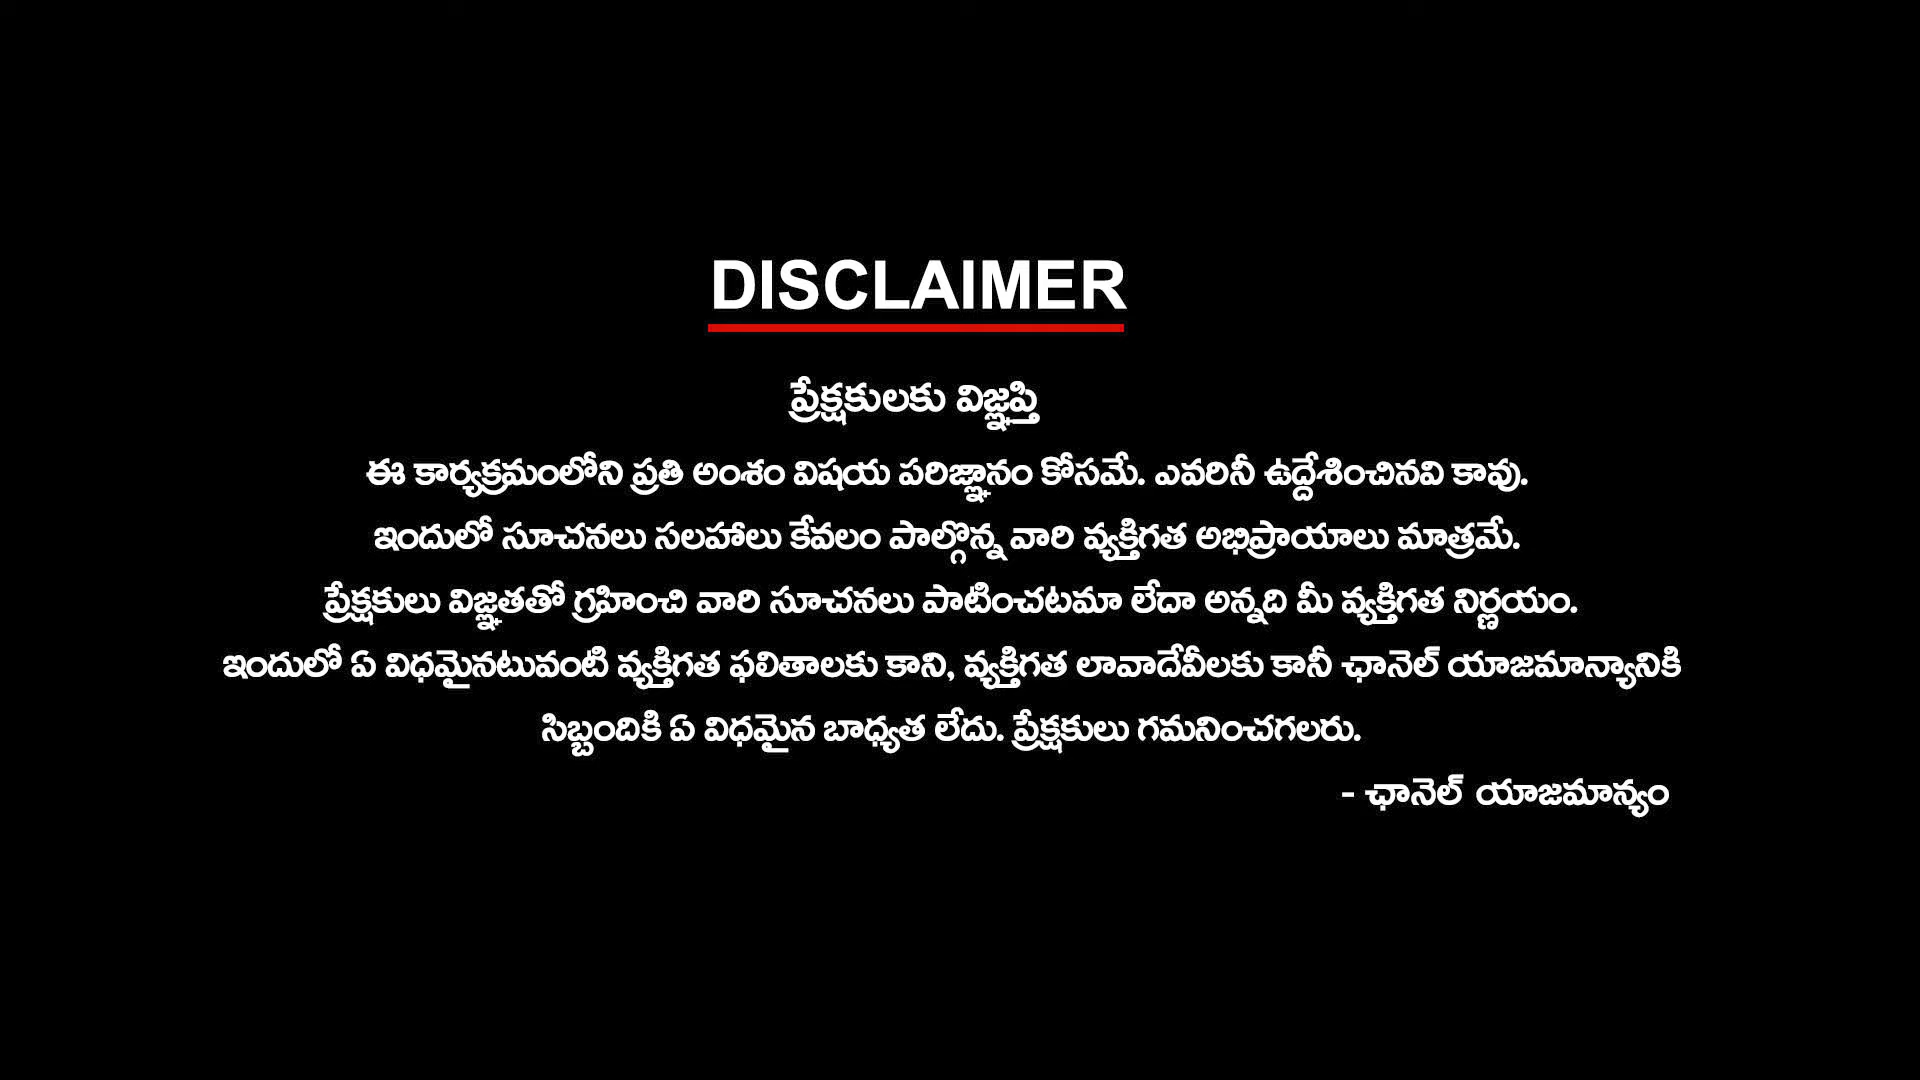 DISCLAIMER
ప్రేక్షకులకు విజ్ఞప్తి
ఈ కార్యక్రమంలోని ప్రతి అంశం విషయ పరిజ్ఞానం కోసమే. ఎవరినీ ఉద్దేశించినవి కావు.
ఇందులో సూచనలు సలహాలు కేవలం పాల్గొన్న వారి వ్యక్తిగత అభిప్రాయాలు మాత్రమే.
ప్రేక్షకులు విజ్ఞతతో గ్రహించి వారి సూచనలు పాటించటమా లేదా అన్నది మీ వ్యక్తిగత నిర్ణయం.
ఇందులో ఏ విధమైనటువంటి వ్యక్తిగత ఫలితాలకు కాని, వ్యక్తిగత లావాదేవీలకు కానీ ఛానెల్ యాజమాన్యానికి
సిబ్బందికి ఏ విధమైన బాధ్యత లేదు. ప్రేక్షకులు గమనించగలరు.
- ఛానెల్ యాజమాన్యం